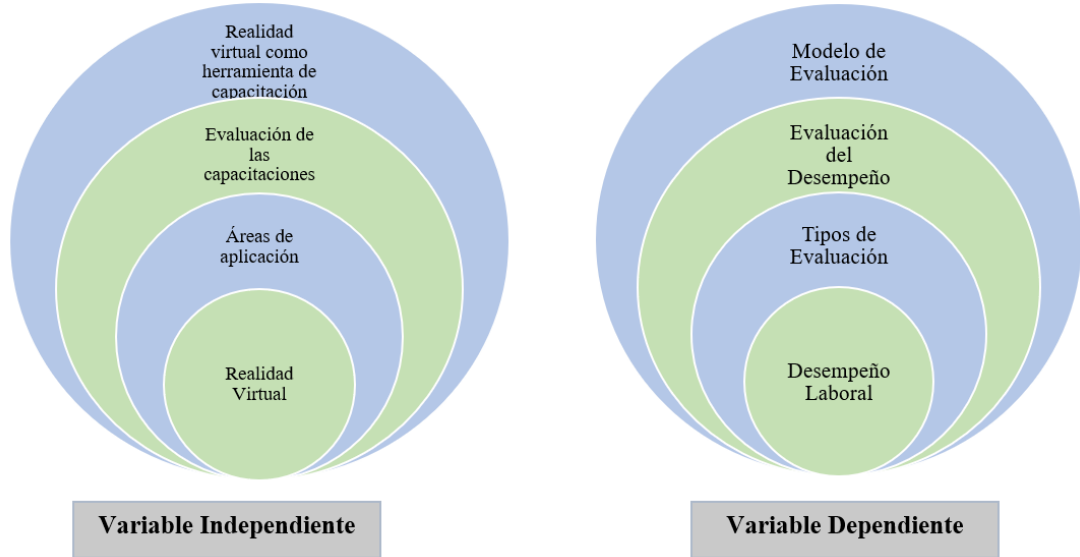 Realidad
virtual como
herramienta de
capacitación
Evaluación de
las
capacitaciones
Áreas de
aplicación
Realidad
Virtual
Variable Independiente
Modelo de
Evaluación
Evaluación
del
Desempeño
Tipos de
Evaluación
Desempeño
Laboral
Variable Dependiente